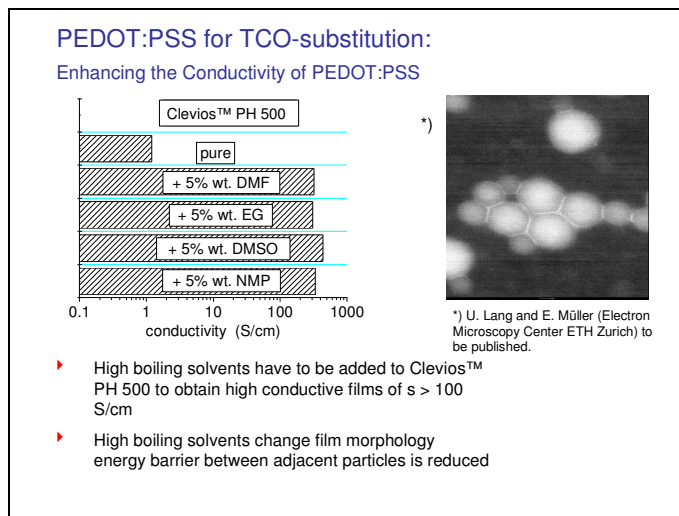 PEDOT:PSS for TCO-substitution:
Enhancing the Conductivity of PEDOT:PSS
Clevios™ PH 500
*)
pure
+ 5% wt. DMF
+ 5% wt. EG
+ 5% wt. DMSO
+ 5% wt. NMP
0.1 1 10 100 1000
conductivity (S/cm)
*) U. Lang and E. Müller (Electron
Microscopy Center ETH Zurich) to
be published.
High boiling solvents have to be added to Clevios™
PH 500 to obtain high conductive films of s > 100
S/cm
High boiling solvents change film morphology
energy barrier between adjacent particles is reduced